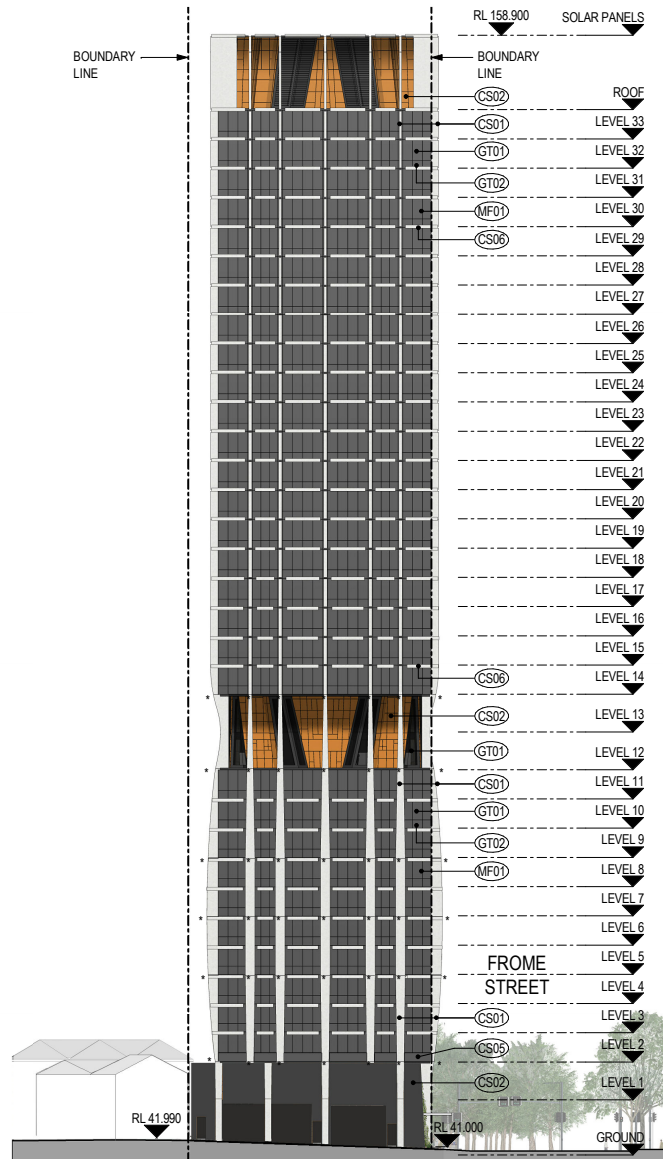 RL 158.900
SOLAR PANELS
BOUNDARY
LINE
BOUNDARY
LINE
CS02
ROOF
CS01
LEVEL 33
GT01
LEVEL 32
GT02
LEVEL 31
MF01
LEVEL 30
CS06
LEVEL 29
LEVEL 28
LEVEL 27
LEVEL 26
LEVEL 25
LEVEL 24
LEVEL 23
LEVEL 22
LEVEL 21
LEVEL 20
LEVEL 19
LEVEL 18
LEVEL 17
LEVEL 16
LEVEL 15
CS06
LEVEL 14
CS02
LEVEL 13
GT01
LEVEL 12
CS01
LEVEL 11
GT01
LEVEL 10
GT02
LEVEL 9
MF01
LEVEL 8
LEVEL 7
LEVEL 6
LEVEL 5
FROME
STREET
LEVEL 4
CS01
LEVEL 3
CS05
LEVEL 2
CS02
LEVEL 1
RL 41.990
RL 41.000
GROUND